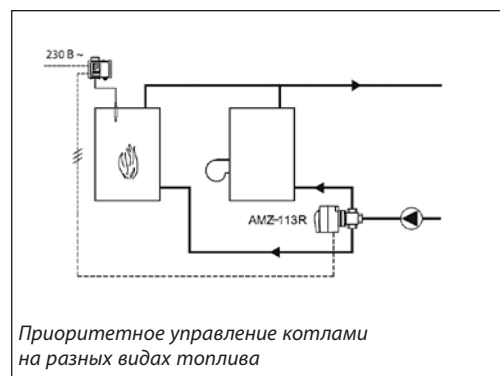 230 В ~
AMZ-113R
Приоритетное управление котлами
на разных видах топлива